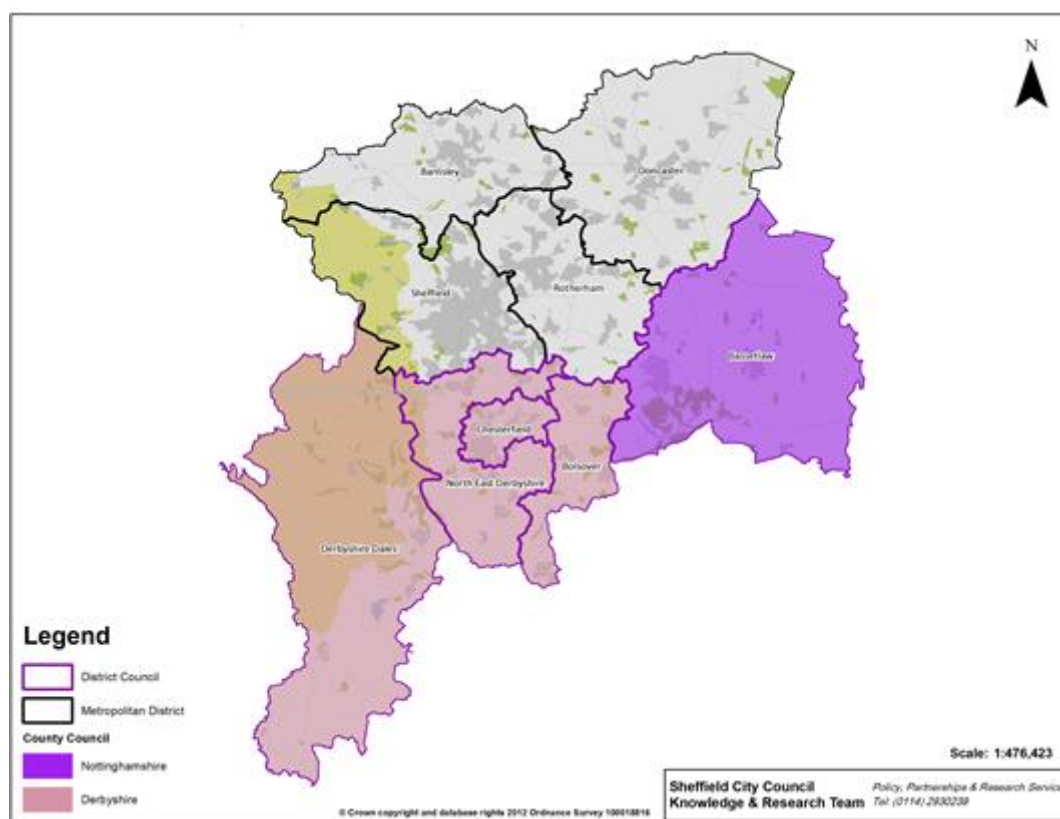 N
Barnsley
Doncaster
Sheffield
Rotherham
Bassetlaw
Chesterfield
Bolsover
North East Derbyshire
Derbyshire Dales
Legend
District Council
Metropolitan District
County Council
Nottinghamshire
Derbyshire
Scale: 1:476,423
Sheffield City Council
Knowledge & Research Team
Policy, Partnerships & Research Service
Tel: (0114) 2930239
© Crown copyright and database rights 2012 Ordnance Survey 100018816